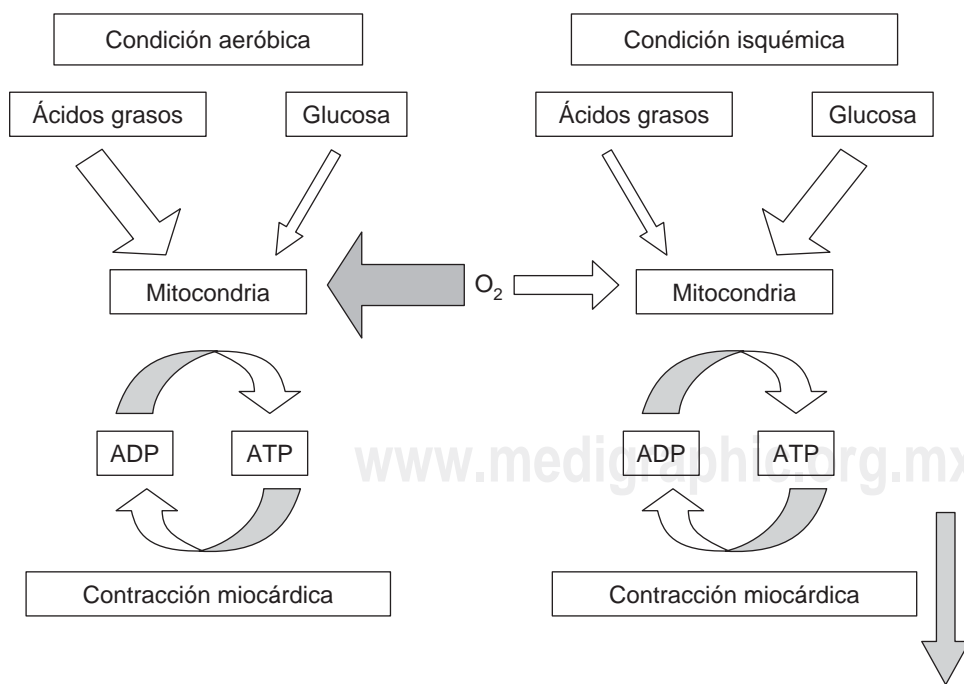 Condición aeróbica
Condición isquémica
Ácidos grasos
Glucosa
Ácidos grasos
Glucosa
Mitocondria
O2
Mitocondria
ADP
ATP
ADP
ATP
www.medigraphic.org.mx
Contracción miocárdica
Contracción miocárdica